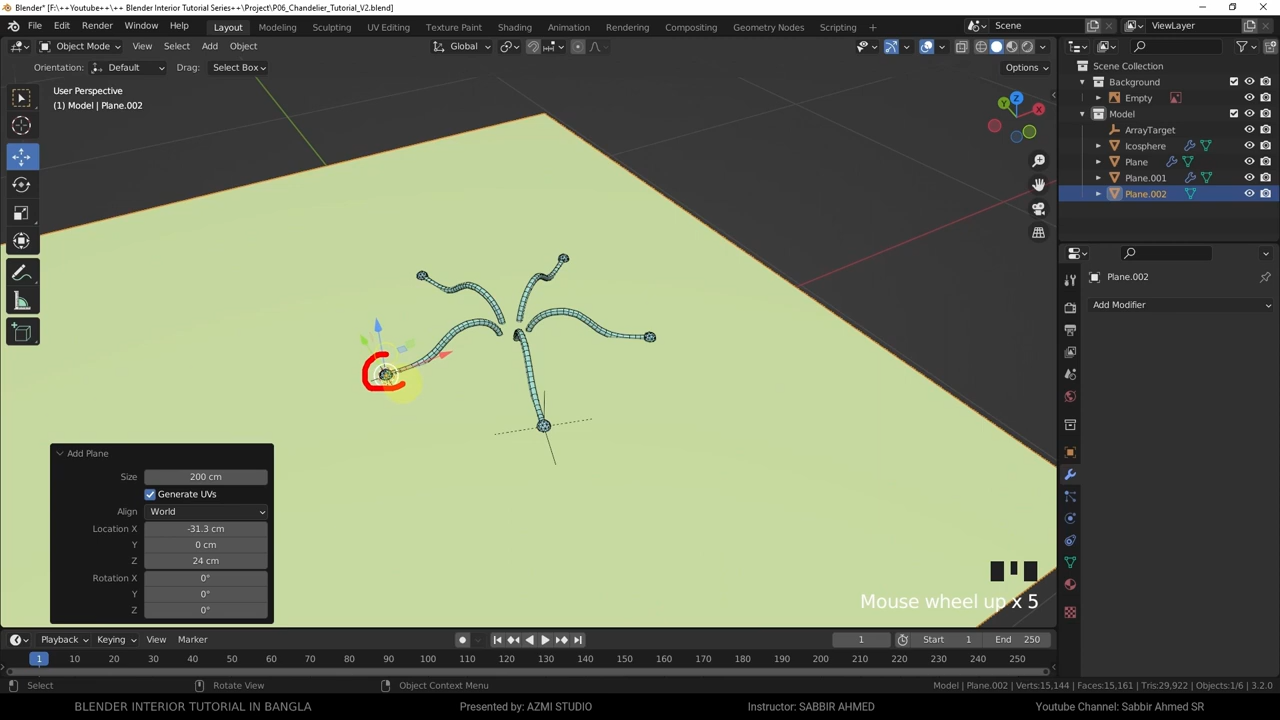 Blender* [F:\++Youtube++\++ Blender Interior Tutorial Series++\Project\P06_Chandelier_Tutorial_V2.blend]
File Edit Render Window Help Layout Modeling Sculpting UV Editing Texture Paint Shading Animation Rendering Compositing Geometry Nodes Scripting Scene ViewLayer
Object Mode View Select Add Object Global
Orientation: Default Drag: Select Box Options
User Perspective
(1) Model | Plane.002
Z
Y
X
Scene Collection
Background
Empty
Model
ArrayTarget
Icosphere
Plane
Plane.001
Plane.002
Plane.002
Add Modifier
Add Plane
Size 200 cm
Generate UVs
Align World
Location X -31.3 cm
Y 0 cm
Z 24 cm
Rotation X 0°
Y 0°
Z 0°
Mouse wheel up x 5
Playback Keying View Marker 1 Start 1 End 250
1 10 20 30 40 50 60 70 80 90 100 110 120 130 140 150 160 170 180 190 200 210 220 230 240 250
Select Rotate View Object Context Menu Model | Plane.002 | Verts:15,144 | Faces:15,161 | Tris:29,922 | Objects:1/6 | 3.2.0
BLENDER INTERIOR TUTORIAL IN BANGLA Presented by: AZMI STUDIO Instructor: SABBIR AHMED Youtube Channel: Sabbir Ahmed SR